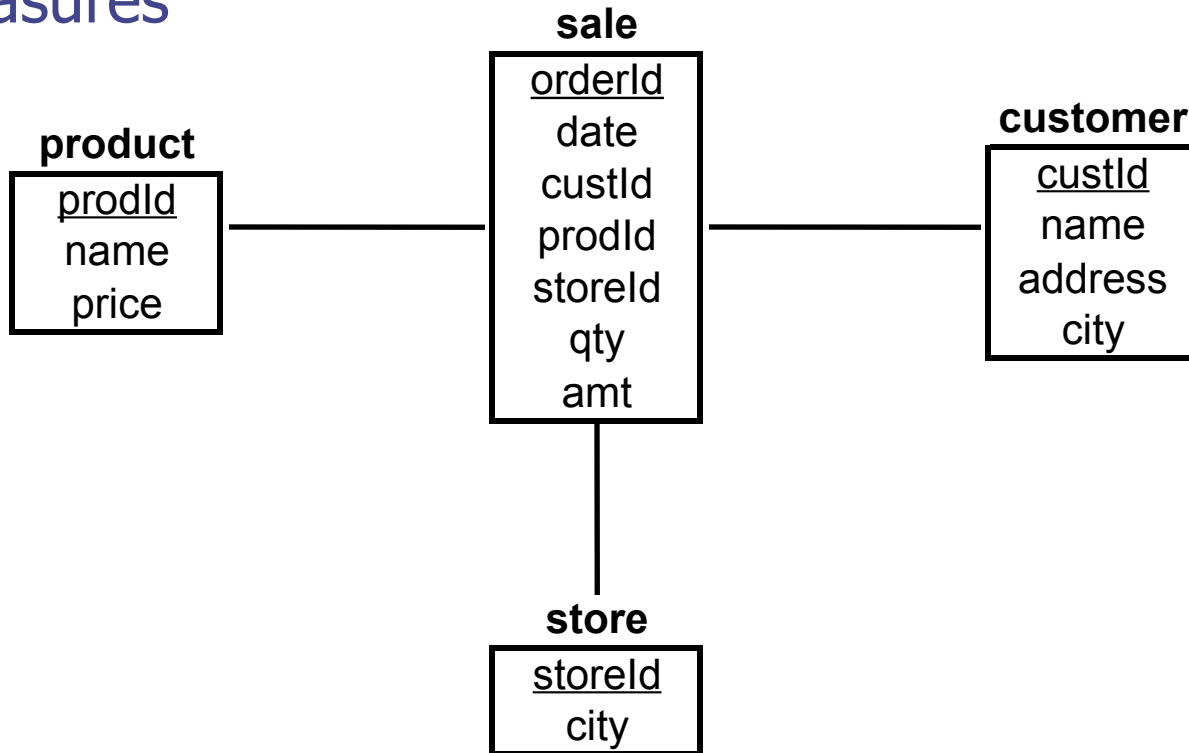 sale
orderId
date
custId
prodId
storeId
qty
amt
product
prodId
name
price
customer
custId
name
address
city
store
storeId
city